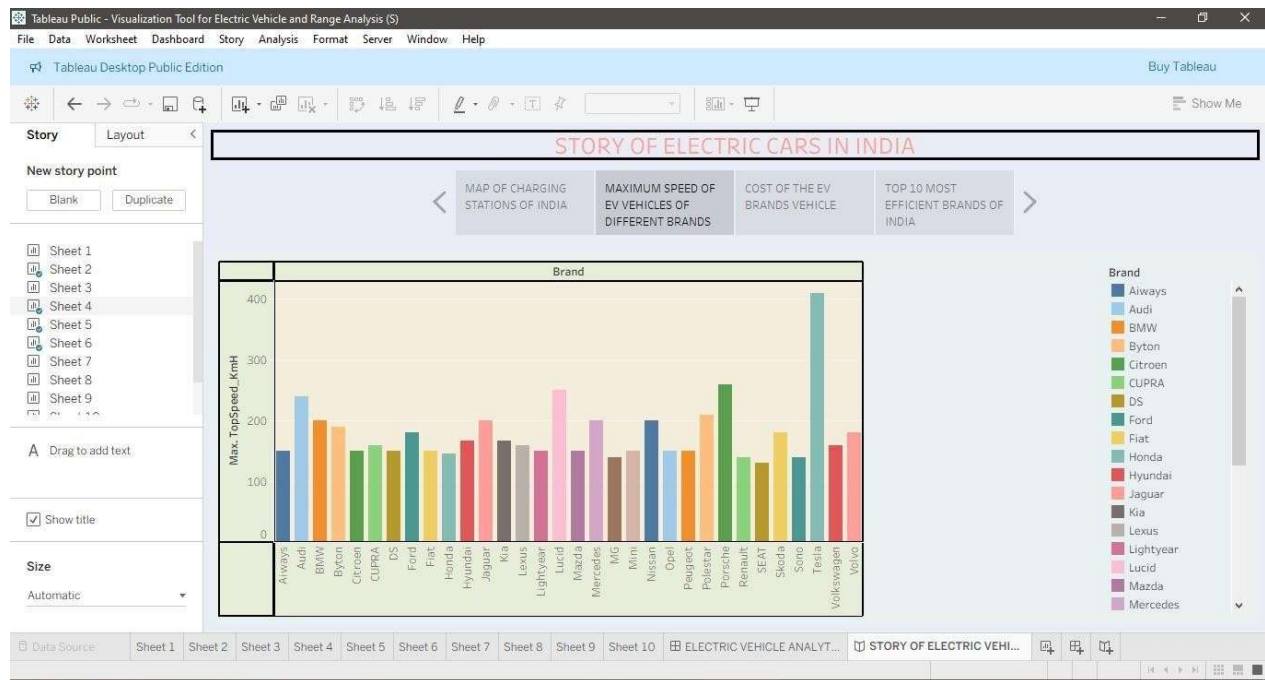 Tableau Public - Visualization Tool for Electric Vehicle and Range Analysis (S)
File Data Worksheet Dashboard Story Analysis Format Server Window Help
Tableau Desktop Public Edition
Buy Tableau
Show Me
Story Layout
New story point
Blank Duplicate
Sheet 1
Sheet 2
Sheet 3
Sheet 4
Sheet 5
Sheet 6
Sheet 7
Sheet 8
Sheet 9
A Drag to add text
Show title
Size
Automatic
STORY OF ELECTRIC CARS IN INDIA
MAP OF CHARGING
STATIONS OF INDIA
MAXIMUM SPEED OF
EV VEHICLES OF
DIFFERENT BRANDS
COST OF THE EV
BRANDS VEHICLE
TOP 10 MOST
EFFICIENT BRANDS OF
INDIA
Brand
Max. TopSpeed_KmH
400
300
200
100
0
Aiways
Audi
BMW
Byton
Citroen
CUPRA
DS
Ford
Fiat
Honda
Hyundai
Jaguar
Kia
Lexus
Lightyear
Lucid
Mazda
Mercedes
MG
Mini
Nissan
Opel
Peugeot
Polestar
Porsche
Renault
SEAT
Skoda
Sono
Tesla
Volkswagen
Volvo
Brand
Aiways
Audi
BMW
Byton
Citroen
CUPRA
DS
Ford
Fiat
Honda
Hyundai
Jaguar
Kia
Lexus
Lightyear
Lucid
Mazda
Mercedes
Data Source Sheet 1 Sheet 2 Sheet 3 Sheet 4 Sheet 5 Sheet 6 Sheet 7 Sheet 8 Sheet 9 Sheet 10 ELECTRIC VEHICLE ANALYT... STORY OF ELECTRIC VEHI...